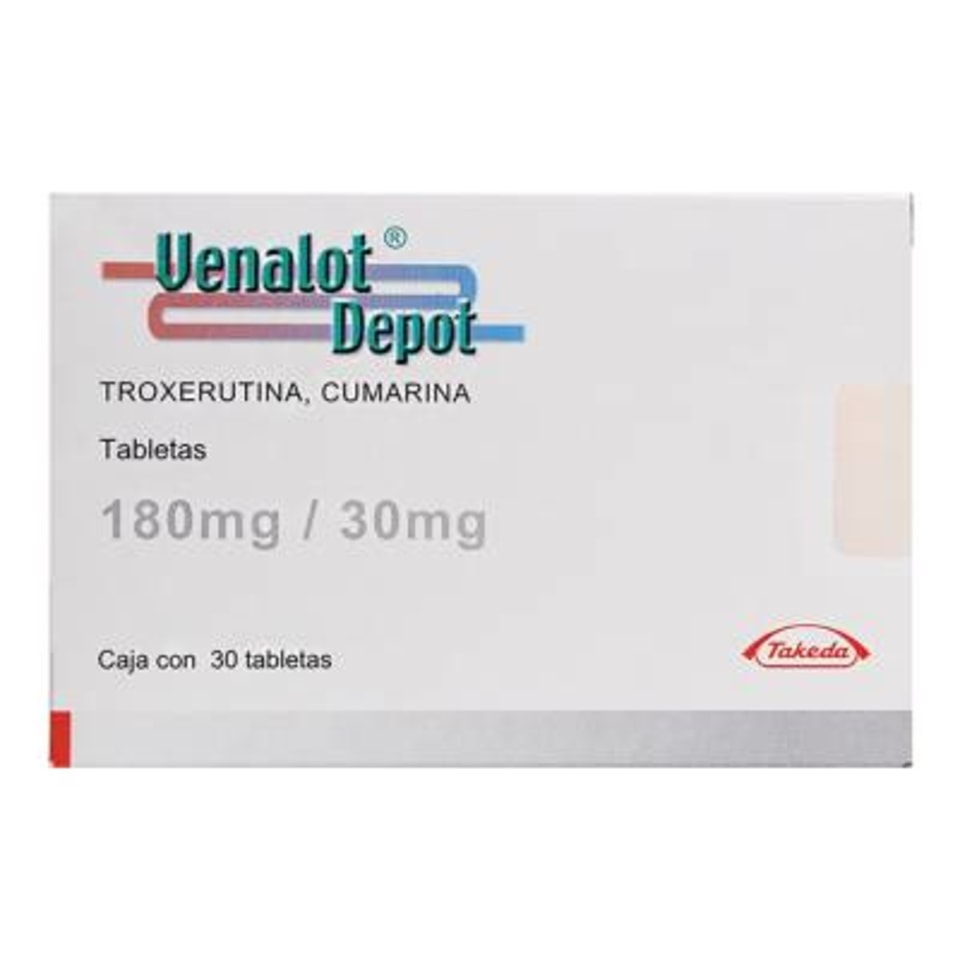 Venalot ®
Depot
TROXERUTINA, CUMARINA
Tabletas
180mg / 30mg
Caja con 30 tabletas
Takeda